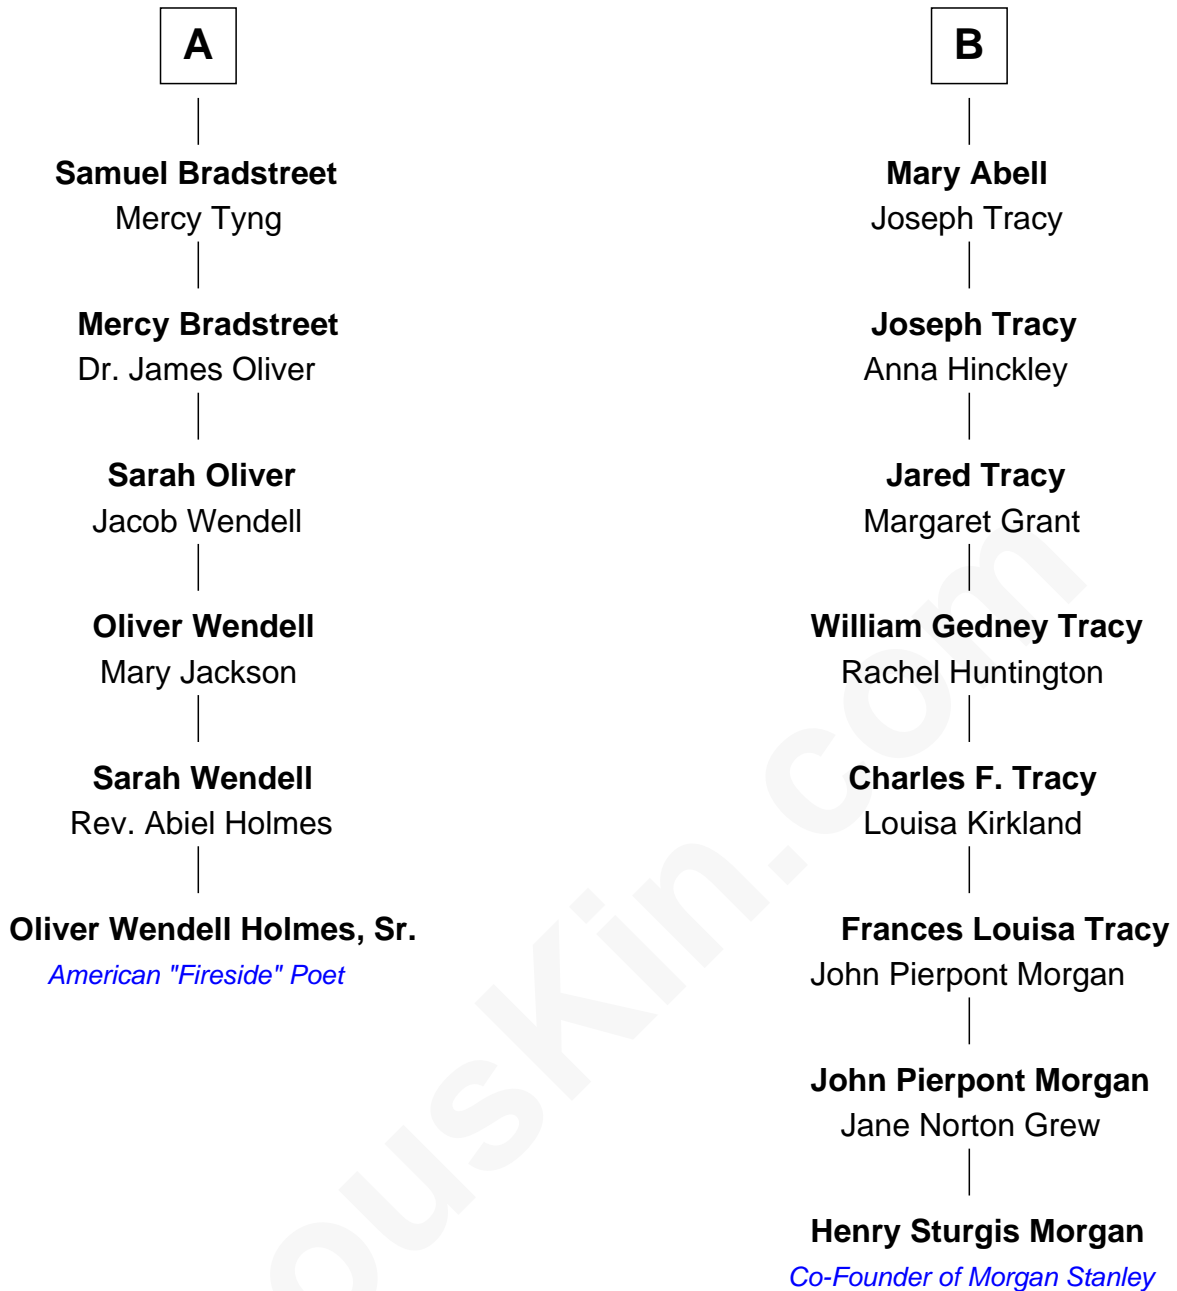 A
Samuel Bradstreet
Mercy Tyng
Mercy Bradstreet
Dr. James Oliver
Sarah Oliver
Jacob Wendell
Oliver Wendell
Mary Jackson
Sarah Wendell
Rev. Abiel Holmes
Oliver Wendell Holmes, Sr.
American "Fireside" Poet
B
Mary Abell
Joseph Tracy
Joseph Tracy
Anna Hinckley
Jared Tracy
Margaret Grant
William Gedney Tracy
Rachel Huntington
Charles F. Tracy
Louisa Kirkland
Frances Louisa Tracy
John Pierpont Morgan
John Pierpont Morgan
Jane Norton Grew
Henry Sturgis Morgan
Co-Founder of Morgan Stanley
ouskin.com